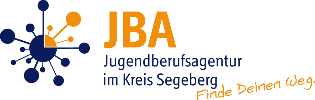 JBA
Jugendberufsagentur
im Kreis Segeberg
Finde Deinen Weg.